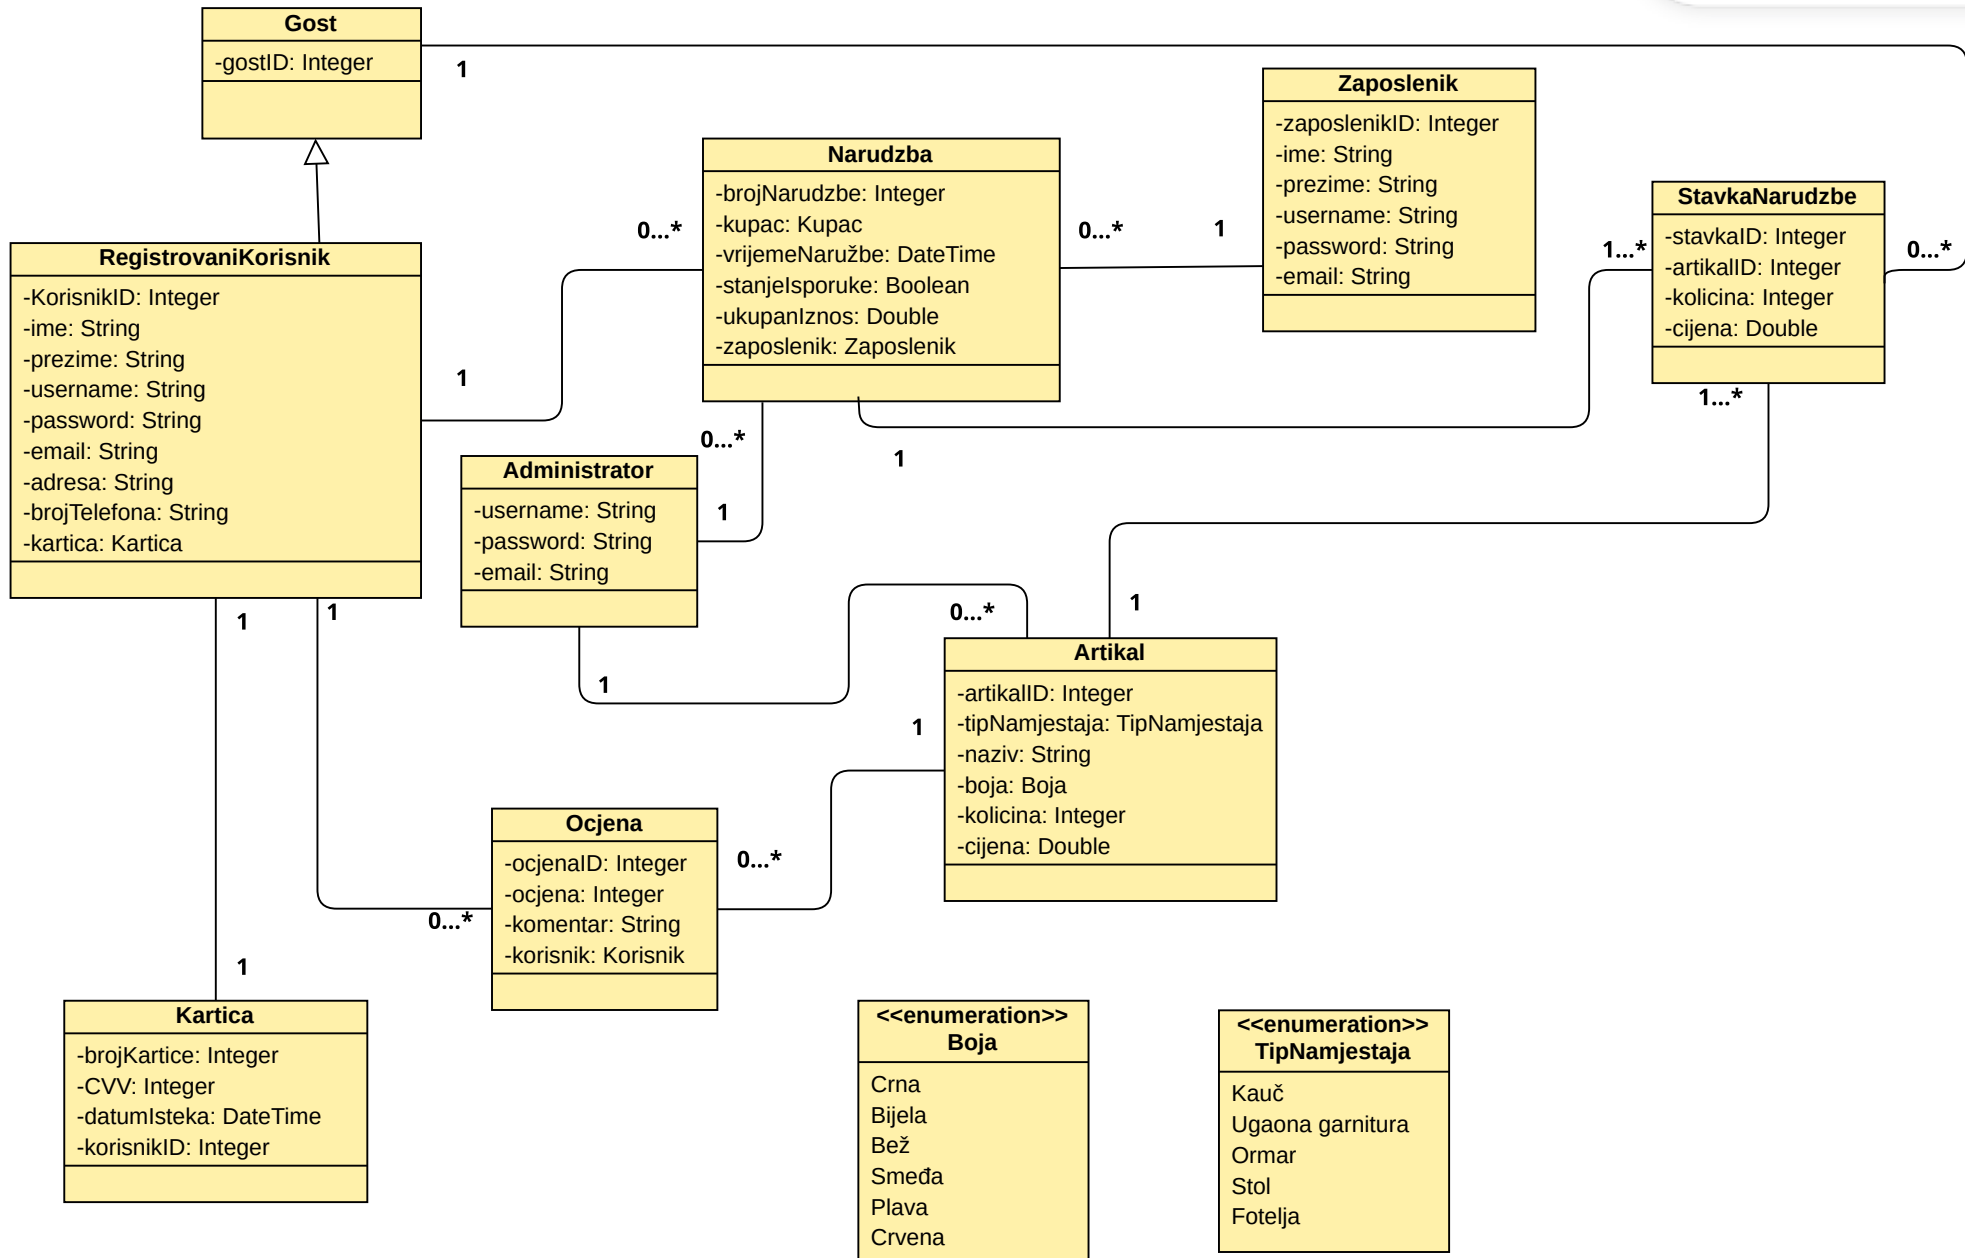 Gost
-gostID: Integer
1
Zaposlenik
-zaposlenikID: Integer
-ime: String
-prezime: String
-username: String
-password: String
-email: String
Narudzba
-brojNarudzbe: Integer
-kupac: Kupac
-vrijemeNaružbe: DateTime
-stanjeIsporuke: Boolean
-ukupanIznos: Double
-zaposlenik: Zaposlenik
0...*
0...*
1
StavkaNarudzbe
-stavkaID: Integer
-artikalID: Integer
-kolicina: Integer
-cijena: Double
1...*
0...*
1...*
RegistrovaniKorisnik
-KorisnikID: Integer
-ime: String
-prezime: String
-username: String
-password: String
-email: String
-adresa: String
-brojTelefona: String
-kartica: Kartica
1
0...*
1
Administrator
-username: String
-password: String
-email: String
1
1
1
0...*
1
1
Artikal
-artikalID: Integer
-tipNamjestaja: TipNamjestaja
-naziv: String
-boja: Boja
-kolicina: Integer
-cijena: Double
1
Ocjena
-ocjenaID: Integer
-ocjena: Integer
-komentar: String
-korisnik: Korisnik
0...*
0...*
1
Kartica
-brojKartice: Integer
-CVV: Integer
-datumIsteka: DateTime
-korisnikID: Integer
<<enumeration>>
Boja
Crna
Bijela
Bež
Smeđa
Plava
Crvena
<<enumeration>>
TipNamjestaja
Kauč
Ugaona garnitura
Ormar
Stol
Fotelja